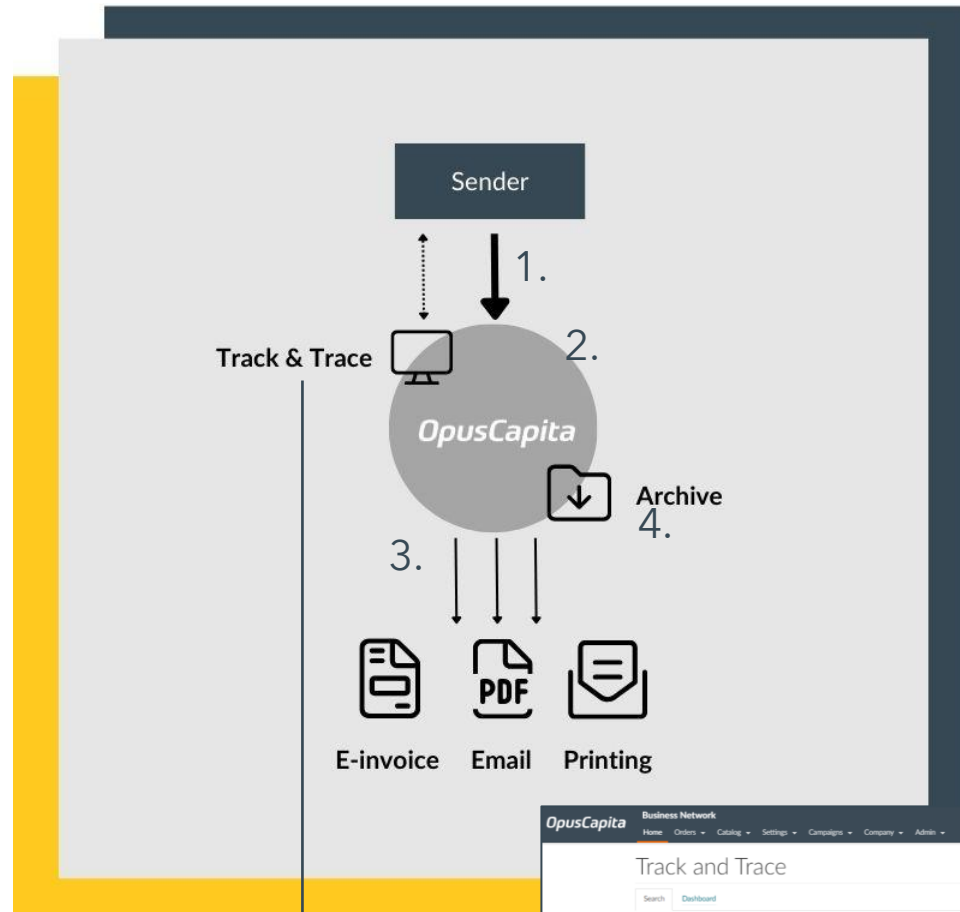 Sender
1.
2.
Track & Trace
OpusCapita
Archive
4.
3.
PDF
E-invoice Email Printing
OpusCapita Business Network
Home Orders Catalog Settings Campaigns Company Admin
Track and Trace
Search Dashboard